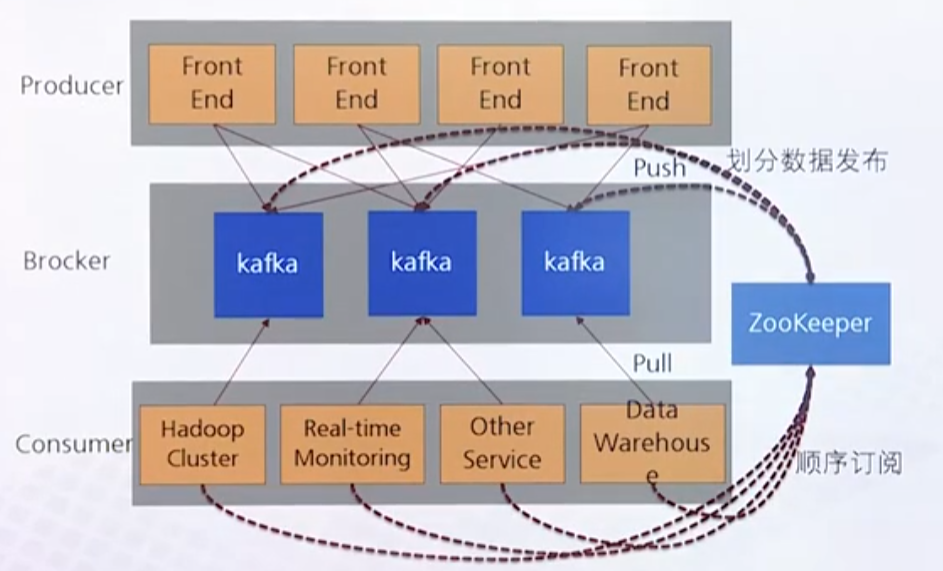 Producer
Front
End
Front
End
Front
End
Front
End
Push
划分数据发布
Brocker
kafka
kafka
kafka
ZooKeeper
Pull
Consumer
Hadoop
Cluster
Real-time
Monitoring
Other
Service
Data
Warehous
e
顺序订阅